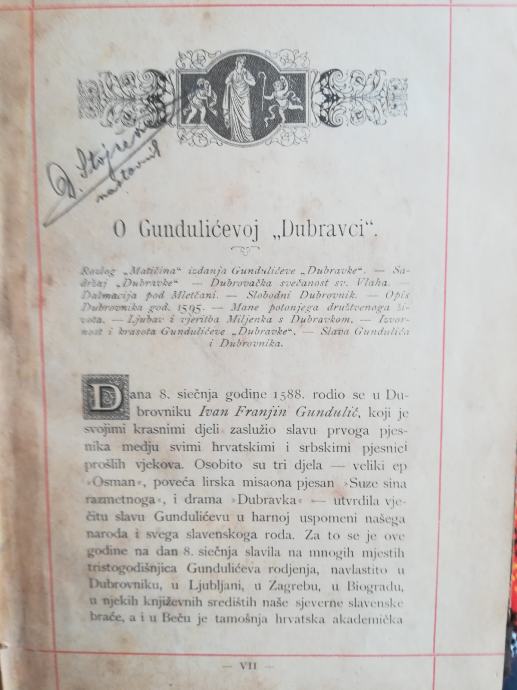 D. Stojević
nastavnik
O Gundulićevoj „Dubravci“.
Razlog „Matičina“ izdanja Gundulićeve „Dubravke“. — Sa-
držaj „Dubravke“ — Dubrovačka svečanost sv. Vlaha. —
Dalmacija pod Mletčani. — Slobodni Dubrovnik. — Opis
Dubrovnika god. 1595. — Mane potonjega družtvenoga ži-
vota. — Ljubav i vjeritba Miljenka s Dubravkom. — Izvor-
nost i krasota Gundulićeve „Dubravke“. — Slava Gundulića
i Dubrovnika.
Dana 8. siečnja godine 1588. rodio se u Du-
brovniku Ivan Franjin Gundulić, koji je
svojimi krasnimi djeli zaslužio slavu prvoga pjes-
nika medju svimi hrvatskimi i srbskimi pjesnici
prošlih vjekova. Osobito su tri djela — veliki ep
»Osman«, poveća lirska misaona pjesan »Suze sina
razmetnoga«, i drama »Dubravka« — utvrdila vje-
čitu slavu Gundulićevu u harnoj uspomeni našega
naroda i svega slavenskoga roda. Za to se je ove
godine na dan 8. siečnja slavila na mnogih mjestih
tristogodišnjica Gundulićeva rodjenja, navlastito u
Dubrovniku, u Ljubljani, u Zagrebu, u Biogradu,
u njekih književnih središtih naše sjeverne slavenske
braće, a i u Beču je tamošnja hrvatska akademička
— VII —